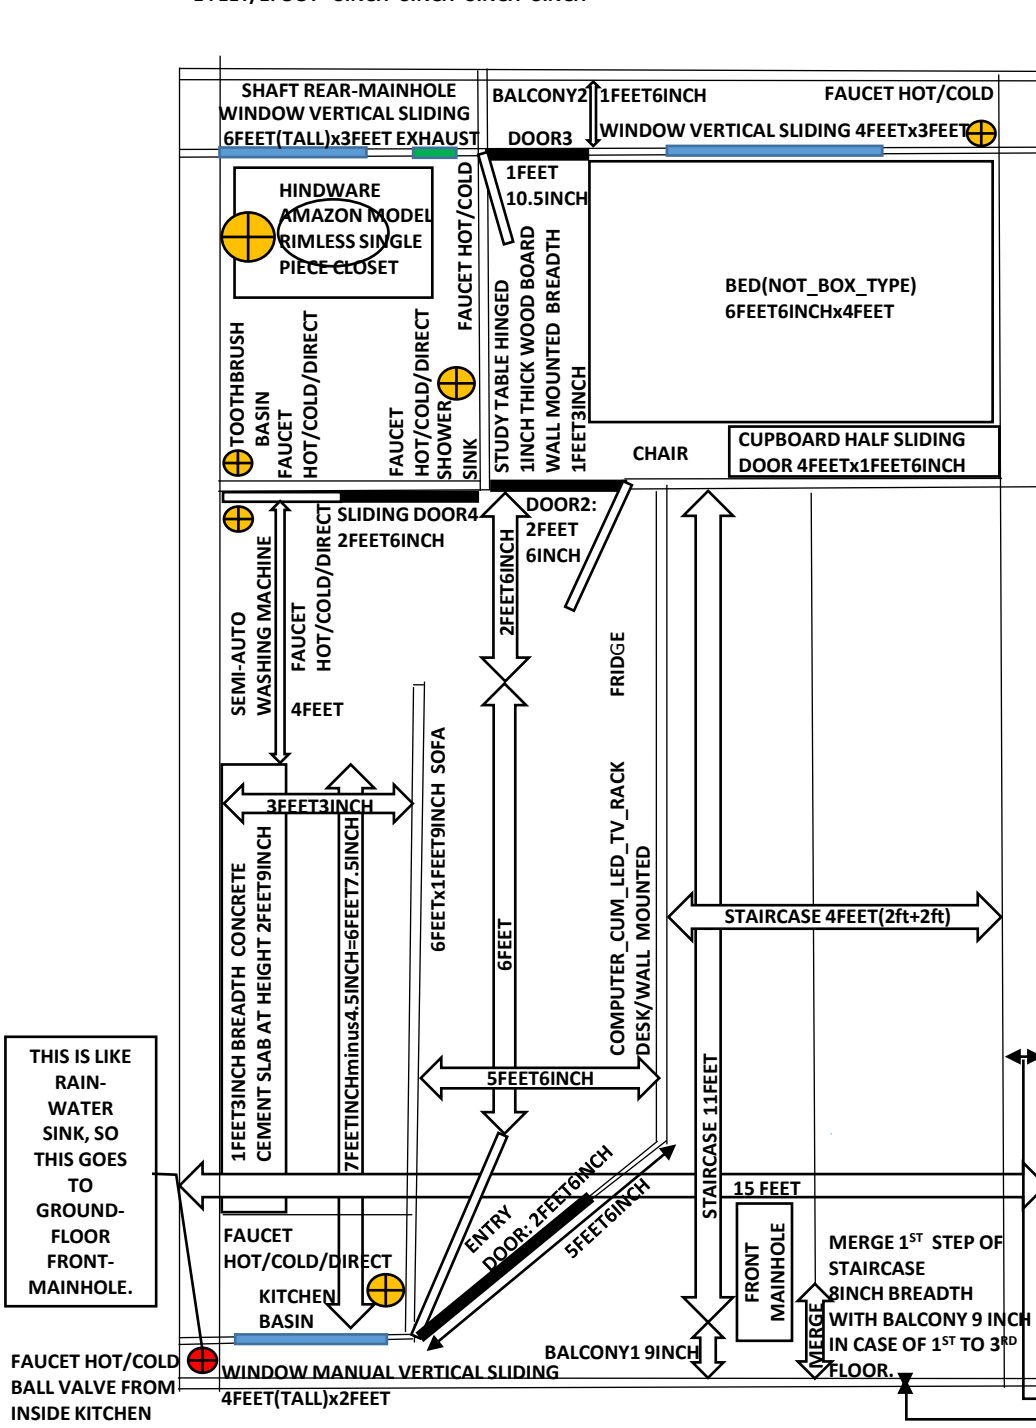 SHAFT REAR-MAINHOLE
WINDOW VERTICAL SLIDING
6FEET(TALL)x3FEET EXHAUST
BALCONY2
1FEET6INCH
FAUCET HOT/COLD
DOOR3
WINDOW VERTICAL SLIDING 4FEETx3FEET
1FEET
10.5INCH
HINDWARE
AMAZON MODEL
RIMLESS SINGLE
PIECE CLOSET
FAUCET HOT/COLD
STUDY TABLE HINGED
1INCH THICK WOOD BOARD
WALL MOUNTED BREADTH
1FEET3INCH
BED(NOT_BOX_TYPE)
6FEET6INCHx4FEET
TOOTHBRUSH
BASIN
FAUCET
HOT/COLD/DIRECT
FAUCET
HOT/COLD/DIRECT
SHOWER
SINK
CHAIR
CUPBOARD HALF SLIDING
DOOR 4FEETx1FEET6INCH
SLIDING DOOR4
2FEET6INCH
DOOR2:
2FEET
6INCH
2FEET6INCH
SEMI-AUTO
WASHING MACHINE
FAUCET
HOT/COLD/DIRECT
4FEET
FRIDGE
3FEET3INCH
1FEET3INCH BREADTH CONCRETE
CEMENT SLAB AT HEIGHT 2FEET9INCH
7FEETINCHminus4.5INCH=6FEET7.5INCH
6FEETx1FEET9INCH SOFA
6FEET
COMPUTER_CUM_LED_TV_RACK
DESK/WALL MOUNTED
STAIRCASE 4FEET(2ft+2ft)
5FEET6INCH
STAIRCASE 11FEET
THIS IS LIKE
RAIN-
WATER
SINK, SO
THIS GOES
TO
GROUND-
FLOOR
FRONT-
MAINHOLE.
15 FEET
ENTRY
DOOR: 2FEET6INCH
5FEET6INCH
FAUCET
HOT/COLD/DIRECT
KITCHEN
BASIN
FRONT
MAINHOLE
MERGE
MERGE 1ST STEP OF
STAIRCASE
8INCH BREADTH
WITH BALCONY 9 INCH
IN CASE OF 1ST TO 3RD
FLOOR.
BALCONY1 9INCH
FAUCET HOT/COLD
BALL VALVE FROM
INSIDE KITCHEN
WINDOW MANUAL VERTICAL SLIDING
4FEET(TALL)x2FEET